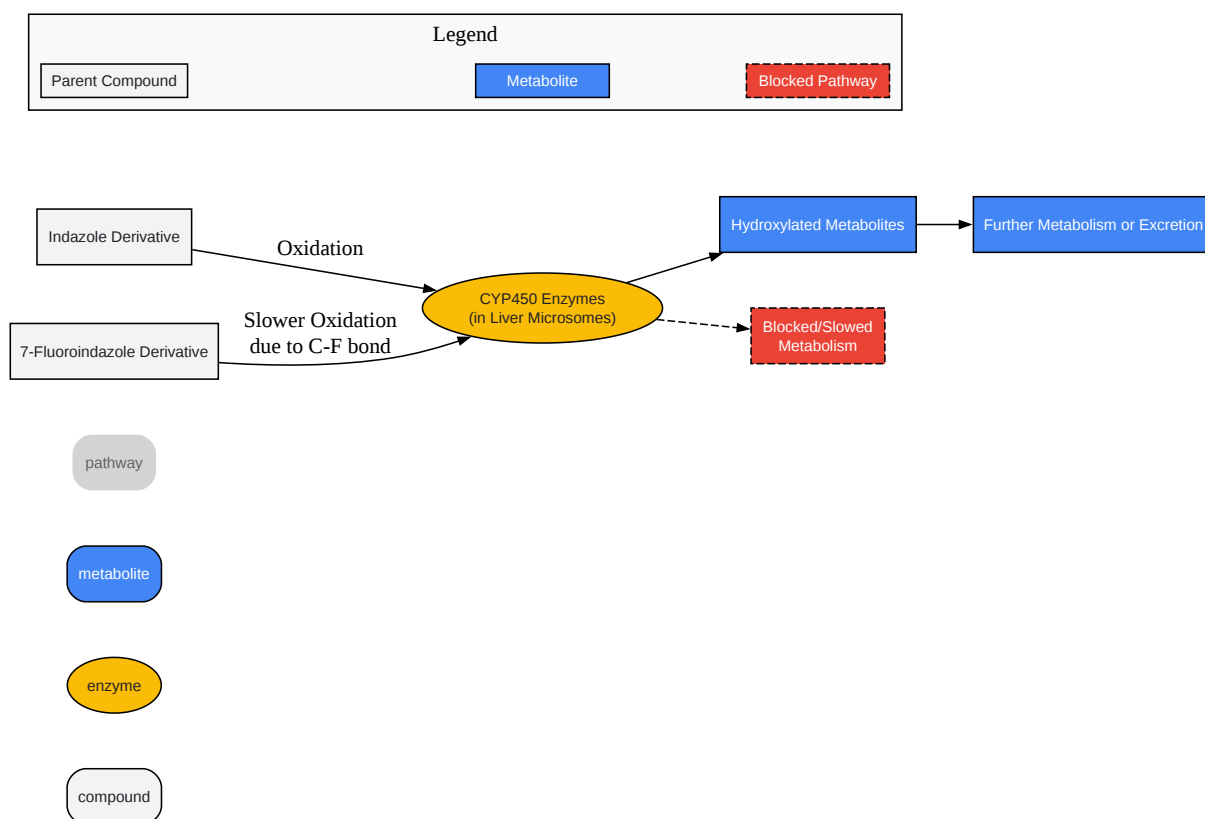 Legend
Parent Compound
Metabolite
Blocked Pathway
Indazole Derivative
Oxidation
Hydroxylated Metabolites
Further Metabolism or Excretion
CYP450 Enzymes
(in Liver Microsomes)
7-Fluoroindazole Derivative
Slower Oxidation
due to C-F bond
Blocked/Slowed
Metabolism
pathway
metabolite
enzyme
compound